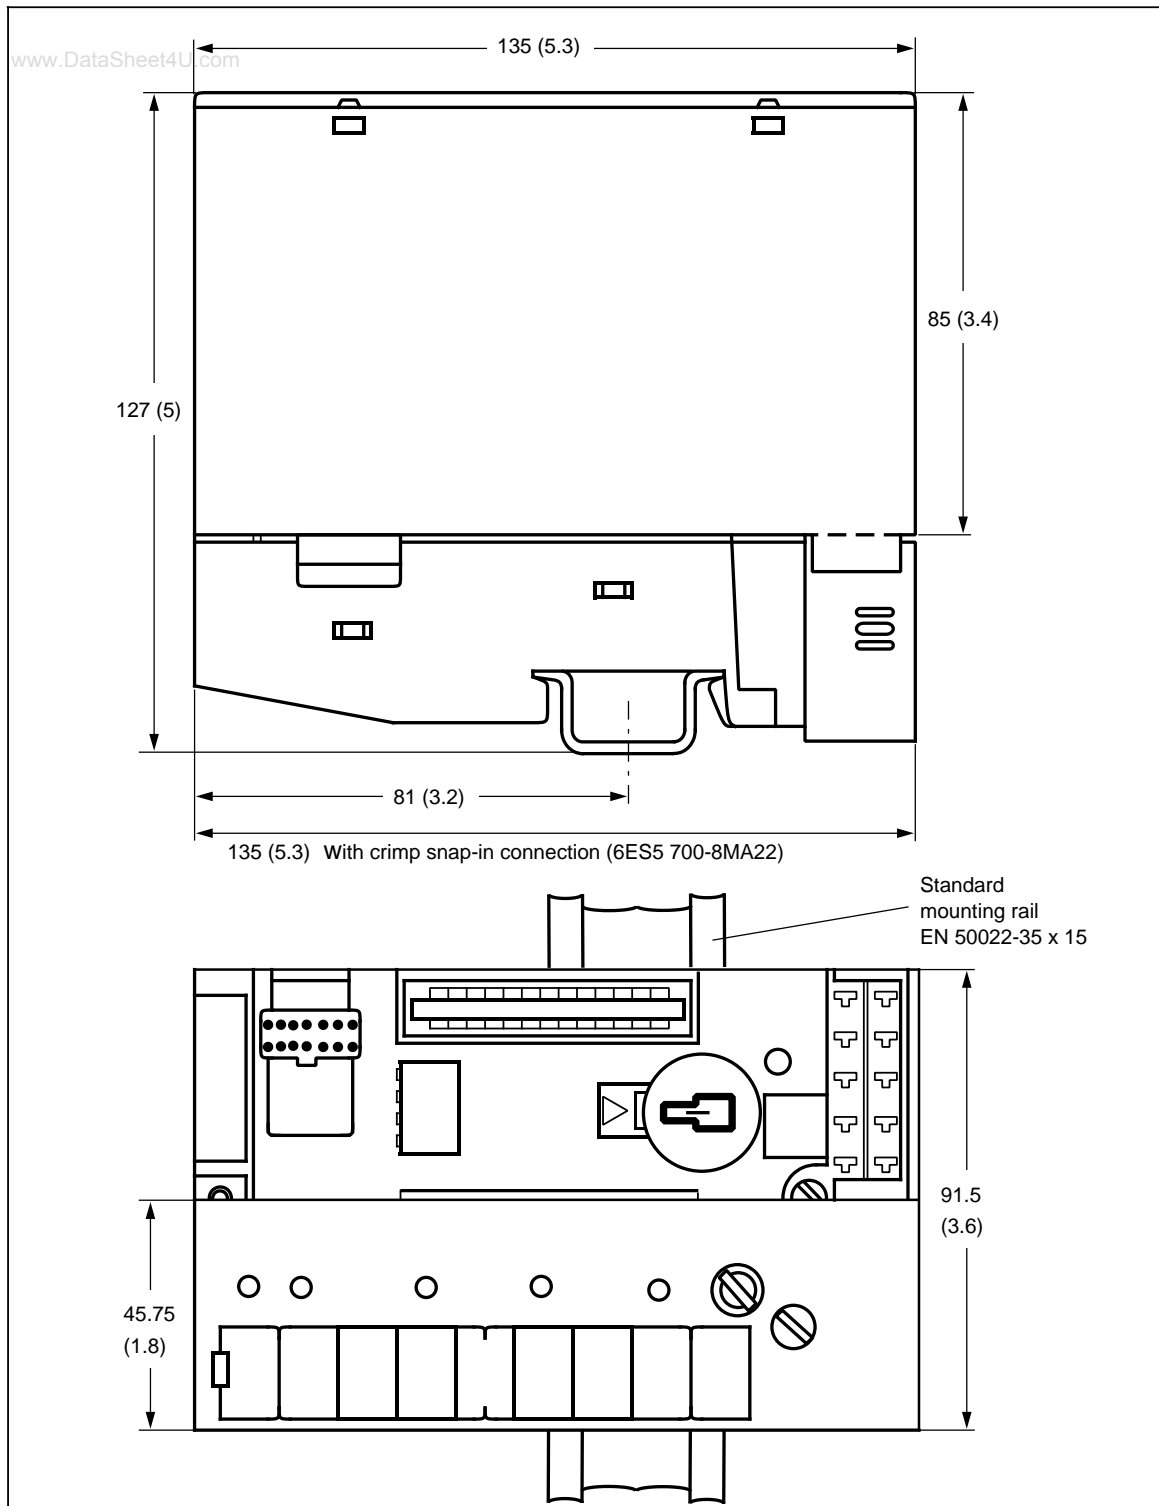 135 (5.3)
www.DataSheet4U.com
85 (3.4)
127 (5)
81 (3.2)
135 (5.3) With crimp snap-in connection (6ES5 700-8MA22)
Standard
mounting rail
EN 50022-35 x 15
91.5
(3.6)
45.75
(1.8)